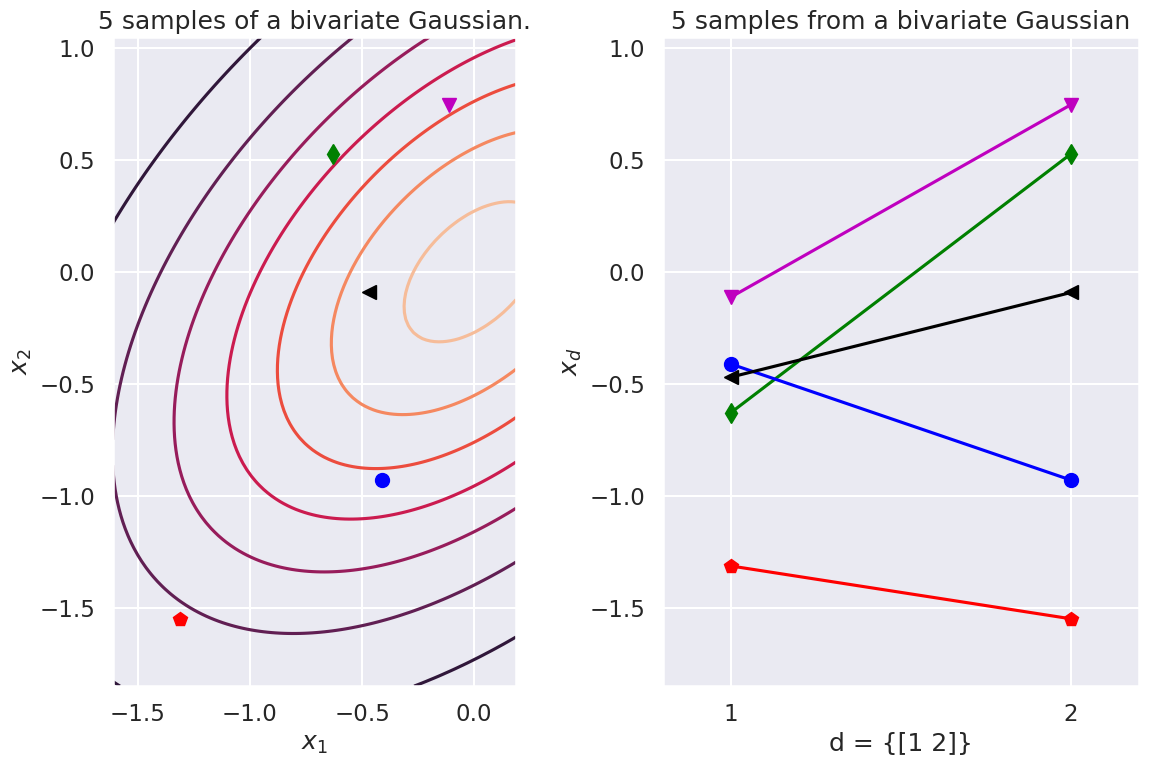 5 samples of a bivariate Gaussian.
1.0
0.5
0.0
−0.5
−1.0
−1.5
x₂
−1.5 −1.0 −0.5 0.0
x₁
5 samples from a bivariate Gaussian
1.0
0.5
0.0
−0.5
−1.0
−1.5
x_d
1 2
d = {[1 2]}